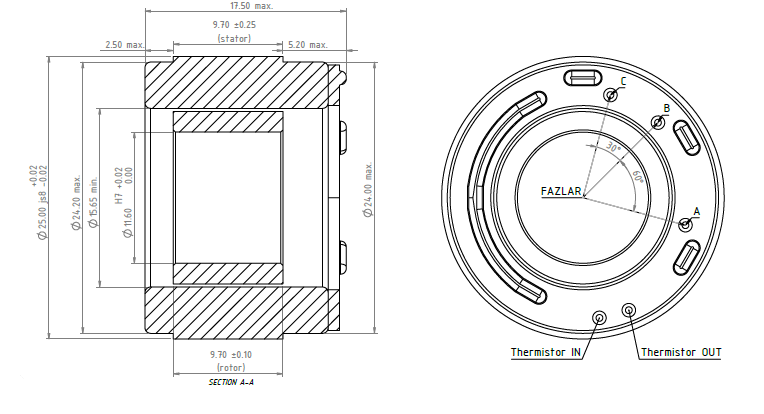 17.50 max.
9.70 ±0.25
(stator)
2.50 max.
5.20 max.
Ø 25.00 js8 +0.02 -0.02
Ø 24.20 max.
Ø 15.65 min.
Ø 11.60 H7 +0.02 0.00
Ø 24.00 max.
9.70 ±0.10
(rotor)
SECTION A-A
C
B
30°
60°
FAZLAR
A
Thermistor IN
Thermistor OUT